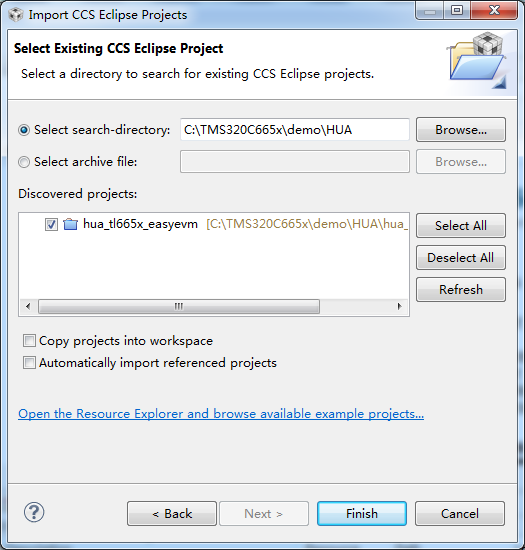 Import CCS Eclipse Projects
Select Existing CCS Eclipse Project
Select a directory to search for existing CCS Eclipse projects.
Select search-directory: C:\TMS320C665x\demo\HUA Browse...
Select archive file: Browse...
Discovered projects:
hua_tl665x_easyevm [C:\TMS320C665x\demo\HUA\hua_ Select All
Deselect All
Refresh
Copy projects into workspace
Automatically import referenced projects
Open the Resource Explorer and browse available example projects...
? < Back Next > Finish Cancel